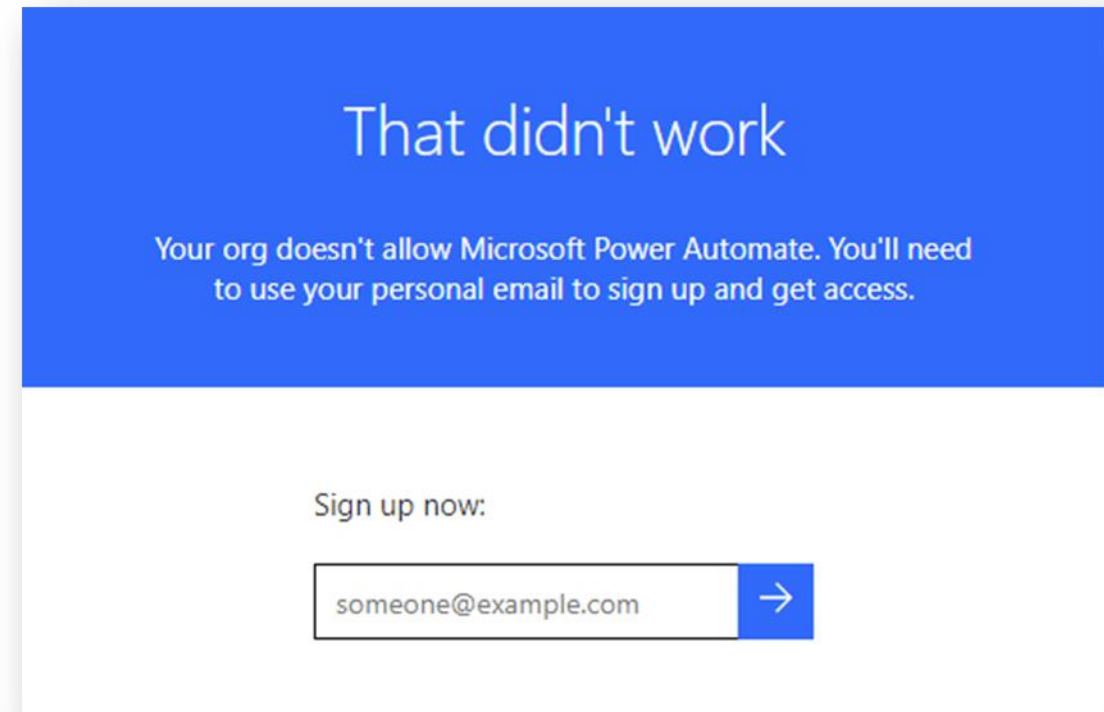 That didn't work
Your org doesn't allow Microsoft Power Automate. You'll need
to use your personal email to sign up and get access.
Sign up now:
someone@example.com